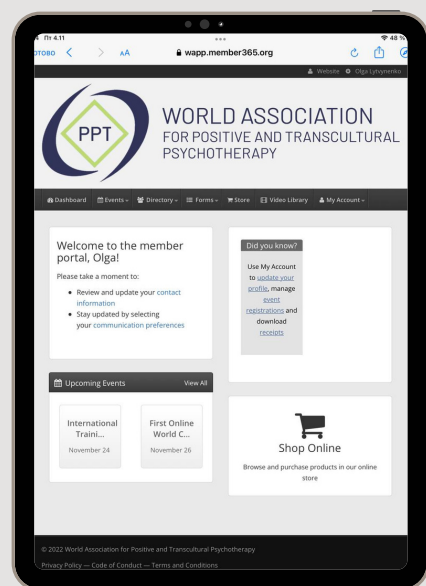 Пт 4.11
48 %
ОТОВО
AA
wapp.member365.org
Website Olga Lytvynenko
PPT
WORLD ASSOCIATION
FOR POSITIVE AND TRANSCULTURAL
PSYCHOTHERAPY
Dashboard Events Directory Forms Store Video Library My Account
Welcome to the member
portal, Olga!
Please take a moment to:
Review and update your contact
information
Stay updated by selecting
your communication preferences
Did you know?
Use My Account
to update your
profile, manage
event
registrations and
download
receipts
Upcoming Events View All
International
Traini...
November 24
First Online
World C...
November 26
Shop Online
Browse and purchase products in our online
store
© 2022 World Association for Positive and Transcultural Psychotherapy
Privacy Policy — Code of Conduct — Terms and Conditions